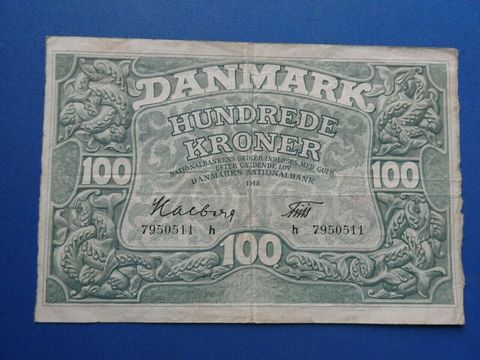 DANMARK
HUNDREDE
KRONER
NATIONALBANKENS SEDLER INDLØSES MED GULD
EFTER GÆLDENDE LOV
DANMARKS NATIONALBANK
1948
100 100
Halberg
7950511 h h 7950511
100